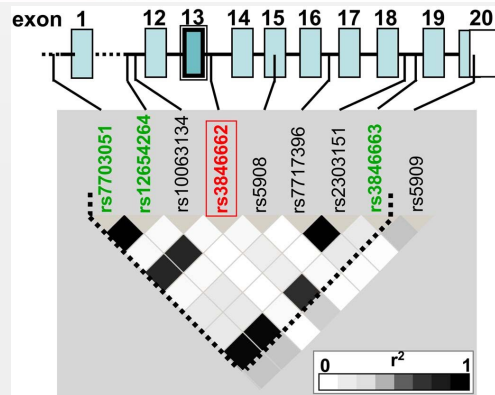 exon 1 12 13 14 15 16 17 18 19 20
rs7703051
rs12654264
rs10063134
rs3846662
rs5908
rs7717396
rs2303151
rs3846663
rs5909
0 r² 1